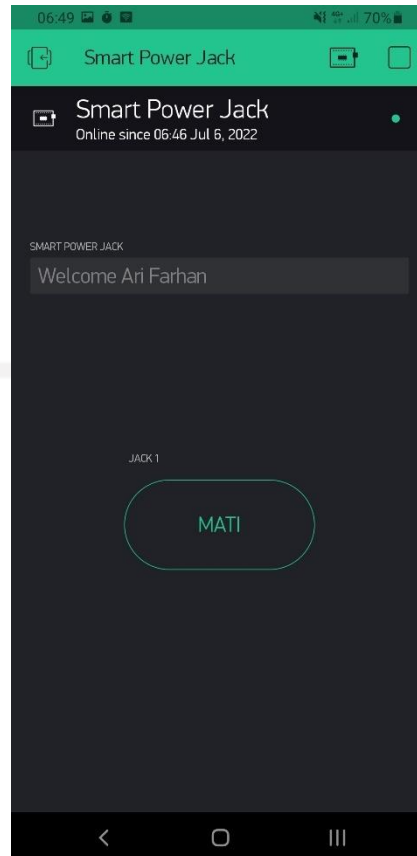 06:49 70%
Smart Power Jack
Smart Power Jack
Online since 06:46 Jul 6, 2022
SMART POWER JACK
Welcome Ari Farhan
JACK 1
MATI